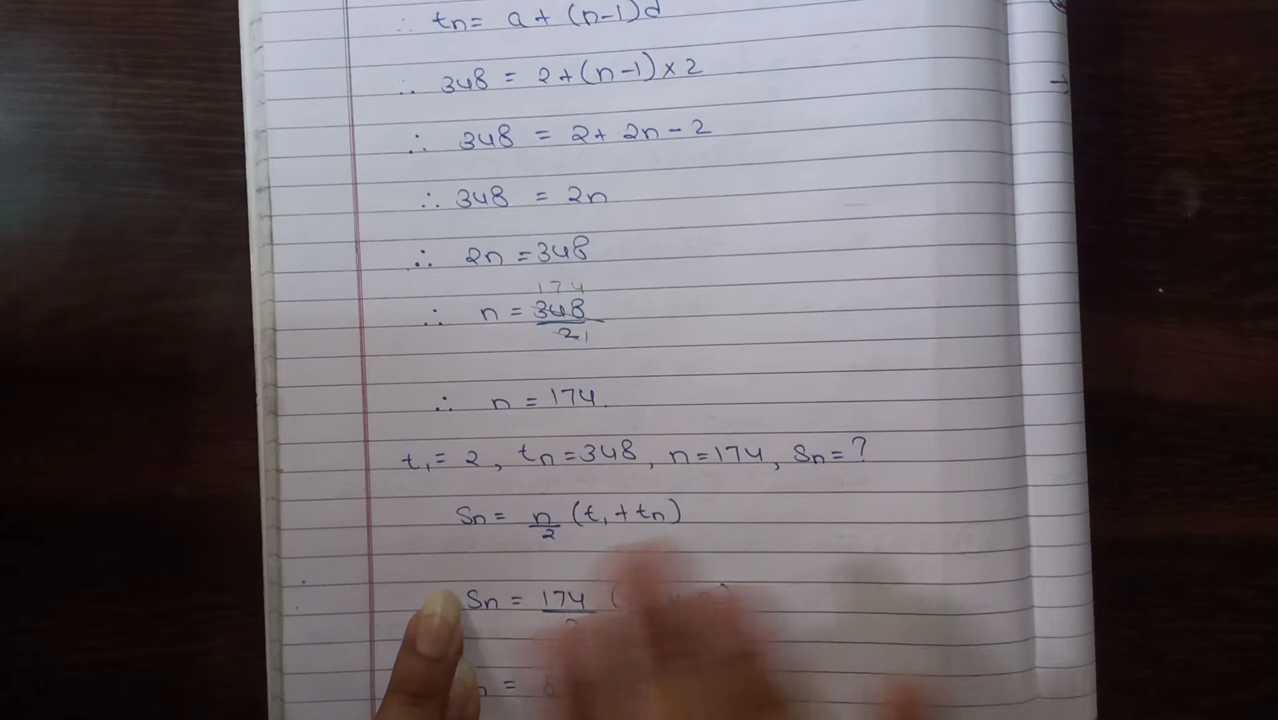 ∴ tn = a + (n-1)d
∴ 348 = 2 + (n-1) × 2
∴ 348 = 2 + 2n - 2
∴ 348 = 2n
∴ 2n = 348
174
∴ n = 348/2 1
∴ n = 174
t₁ = 2, tn = 348, n = 174, Sn = ?
Sn = n/2 (t₁ + tn)
Sn = 174
n =